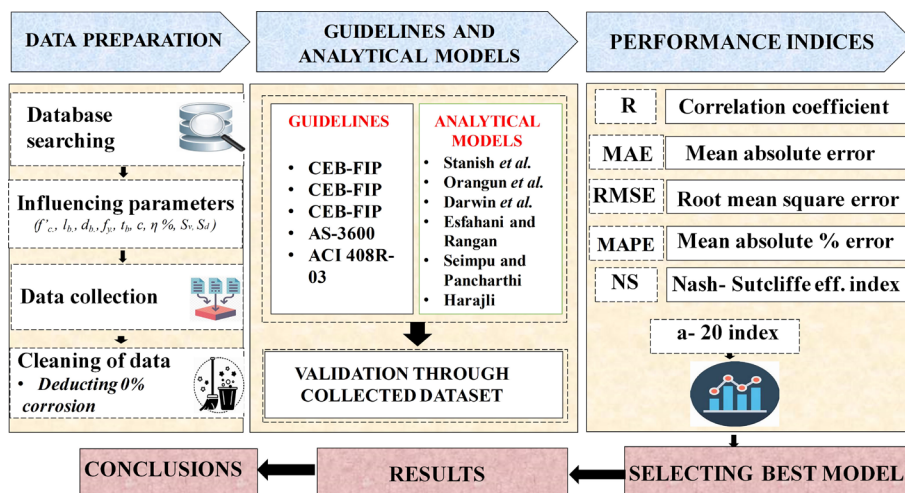 DATA PREPARATION
GUIDELINES AND
ANALYTICAL MODELS
PERFORMANCE INDICES
Database
searching
Influencing parameters
(f'c., lb., db., fy, tb, c, η %, Sv, Sd )
Data collection
Cleaning of data
• Deducting 0%
corrosion
GUIDELINES
• CEB-FIP
• CEB-FIP
• CEB-FIP
• AS-3600
• ACI 408R-
03
ANALYTICAL
MODELS
• Stanish et al.
• Orangun et al.
• Darwin et al.
• Esfahani and
Rangan
• Seimpu and
Pancharthi
• Harajli
VALIDATION THROUGH
COLLECTED DATASET
R Correlation coefficient
MAE Mean absolute error
RMSE Root mean square error
MAPE Mean absolute % error
NS Nash- Sutcliffe eff. index
a- 20 index
CONCLUSIONS
RESULTS
SELECTING BEST MODEL